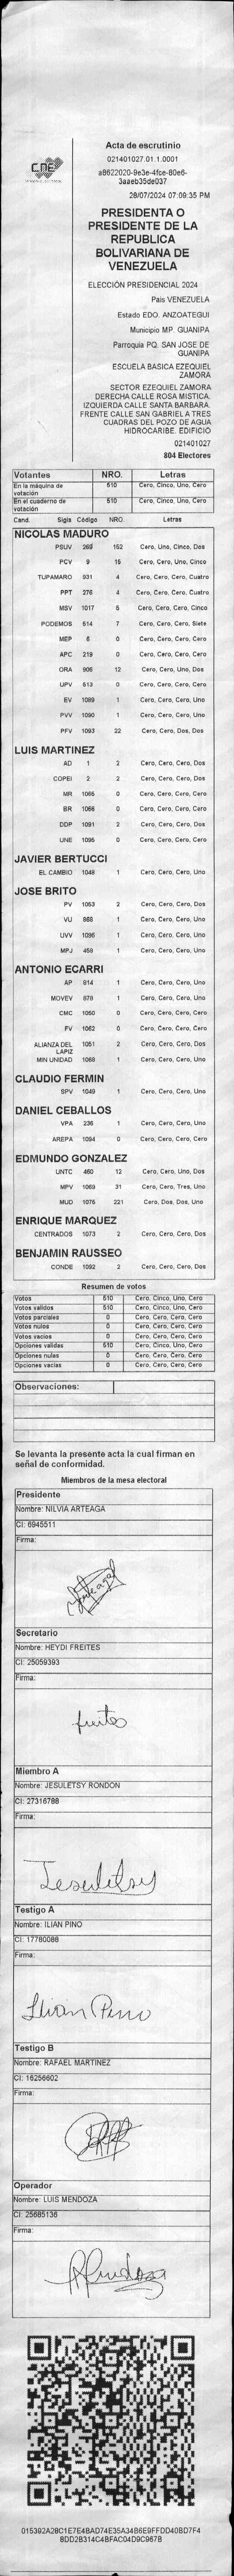 Acta de escrutinio
021401027.01.1.0001
a8622020-9e3e-4fce-80e6-
3aaeb35de037
28/07/2024 07:09:35 PM
CNE
PRESIDENTA O
PRESIDENTE DE LA
REPUBLICA
BOLIVARIANA DE
VENEZUELA
ELECCIÓN PRESIDENCIAL 2024
País VENEZUELA
Estado EDO. ANZOATEGUI
Municipio MP. GUANIPA
Parroquia PQ. SAN JOSE DE
GUANIPA
ESCUELA BASICA EZEQUIEL
ZAMORA
SECTOR EZEQUIEL ZAMORA
DERECHA CALLE ROSA MISTICA.
IZQUIERDA CALLE SANTA BARBARA.
FRENTE CALLE SAN GABRIEL A TRES
CUADRAS DEL POZO DE AGUA
HIDROCARIBE. EDIFICIO
021401027
804 Electores
Votantes NRO. Letras
En la máquina de votación 510 Cero, Cinco, Uno, Cero
En el cuaderno de votación 510 Cero, Cinco, Uno, Cero
Cand. Sigls Código NRO. Letras
NICOLAS MADURO
PSUV 269 152 Cero, Uno, Cinco, Dos
PCV 9 15 Cero, Cero, Uno, Cinco
TUPAMARO 931 4 Cero, Cero, Cero, Cuatro
PPT 276 4 Cero, Cero, Cero, Cuatro
MSV 1017 5 Cero, Cero, Cero, Cinco
PODEMOS 514 7 Cero, Cero, Cero, Siete
MEP 6 0 Cero, Cero, Cero, Cero
APC 219 0 Cero, Cero, Cero, Cero
ORA 906 12 Cero, Cero, Uno, Dos
UPV 613 0 Cero, Cero, Cero, Cero
EV 1089 1 Cero, Cero, Cero, Uno
PVV 1090 1 Cero, Cero, Cero, Uno
PFV 1093 22 Cero, Cero, Dos, Dos
LUIS MARTINEZ
AD 1 2 Cero, Cero, Cero, Dos
COPEI 2 2 Cero, Cero, Cero, Dos
MR 1065 0 Cero, Cero, Cero, Cero
BR 1066 0 Cero, Cero, Cero, Cero
DDP 1091 2 Cero, Cero, Cero, Dos
UNE 1095 0 Cero, Cero, Cero, Cero
JAVIER BERTUCCI
EL CAMBIO 1048 1 Cero, Cero, Cero, Uno
JOSE BRITO
PV 1053 2 Cero, Cero, Cero, Dos
VU 868 1 Cero, Cero, Cero, Uno
UVV 1096 1 Cero, Cero, Cero, Uno
MPJ 458 1 Cero, Cero, Cero, Uno
ANTONIO ECARRI
AP 814 1 Cero, Cero, Cero, Uno
MOVEV 878 1 Cero, Cero, Cero, Uno
CMC 1050 0 Cero, Cero, Cero, Cero
FV 1062 0 Cero, Cero, Cero, Cero
ALIANZA DEL LAPIZ 1051 2 Cero, Cero, Cero, Dos
MIN UNIDAD 1068 1 Cero, Cero, Cero, Uno
CLAUDIO FERMIN
SPV 1049 1 Cero, Cero, Cero, Uno
DANIEL CEBALLOS
VPA 236 1 Cero, Cero, Cero, Uno
AREPA 1094 0 Cero, Cero, Cero, Cero
EDMUNDO GONZALEZ
UNTC 460 12 Cero, Cero, Uno, Dos
MPV 1069 31 Cero, Cero, Tres, Uno
MUD 1075 221 Cero, Dos, Dos, Uno
ENRIQUE MARQUEZ
CENTRADOS 1073 2 Cero, Cero, Cero, Dos
BENJAMIN RAUSSEO
CONDE 1092 2 Cero, Cero, Cero, Dos
Resumen de votos
Votos 510 Cero, Cinco, Uno, Cero
Votos validos 510 Cero, Cinco, Uno, Cero
Votos parciales 0 Cero, Cero, Cero, Cero
Votos nulos 0 Cero, Cero, Cero, Cero
Votos vacios 0 Cero, Cero, Cero, Cero
Opciones validas 510 Cero, Cinco, Uno, Cero
Opciones nulas 0 Cero, Cero, Cero, Cero
Opciones vacias 0 Cero, Cero, Cero, Cero
Observaciones:
Se levanta la presente acta la cual firman en
señal de conformidad.
Miembros de la mesa electoral
Presidente
Nombre: NILVIA ARTEAGA
CI: 6945511
Firma:
Arteaga
Secretario
Nombre: HEYDI FREITES
CI: 25059393
Firma:
freites
Miembro A
Nombre: JESULETSY RONDON
CI: 27316788
Firma:
Jesuletsy
Testigo A
Nombre: ILIAN PINO
CI: 17780088
Firma:
Ilian Pino
Testigo B
Nombre: RAFAEL MARTINEZ
CI: 16256602
Firma:
Operador
Nombre: LUIS MENDOZA
CI: 25685136
Firma:
Mendoza
015392A28C1E7E4BAD74E35A34B6E9FFDD40BD7F4
8DD2B314C4BFAC04D9C967B